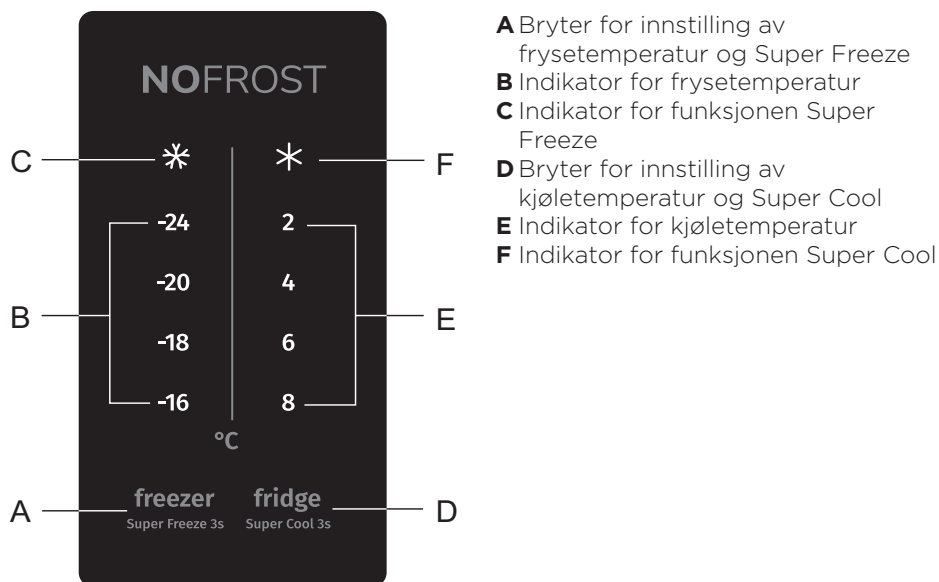 NOFROST
C
F
-24 2
-20 4
B
E
-18 6
-16 8
°C
freezer fridge
A
D
Super Freeze 3s Super Cool 3s
A Bryter for innstilling av
frysetemperatur og Super Freeze
B Indikator for frysetemperatur
C Indikator for funksjonen Super
Freeze
D Bryter for innstilling av
kjøletemperatur og Super Cool
E Indikator for kjøletemperatur
F Indikator for funksjonen Super Cool